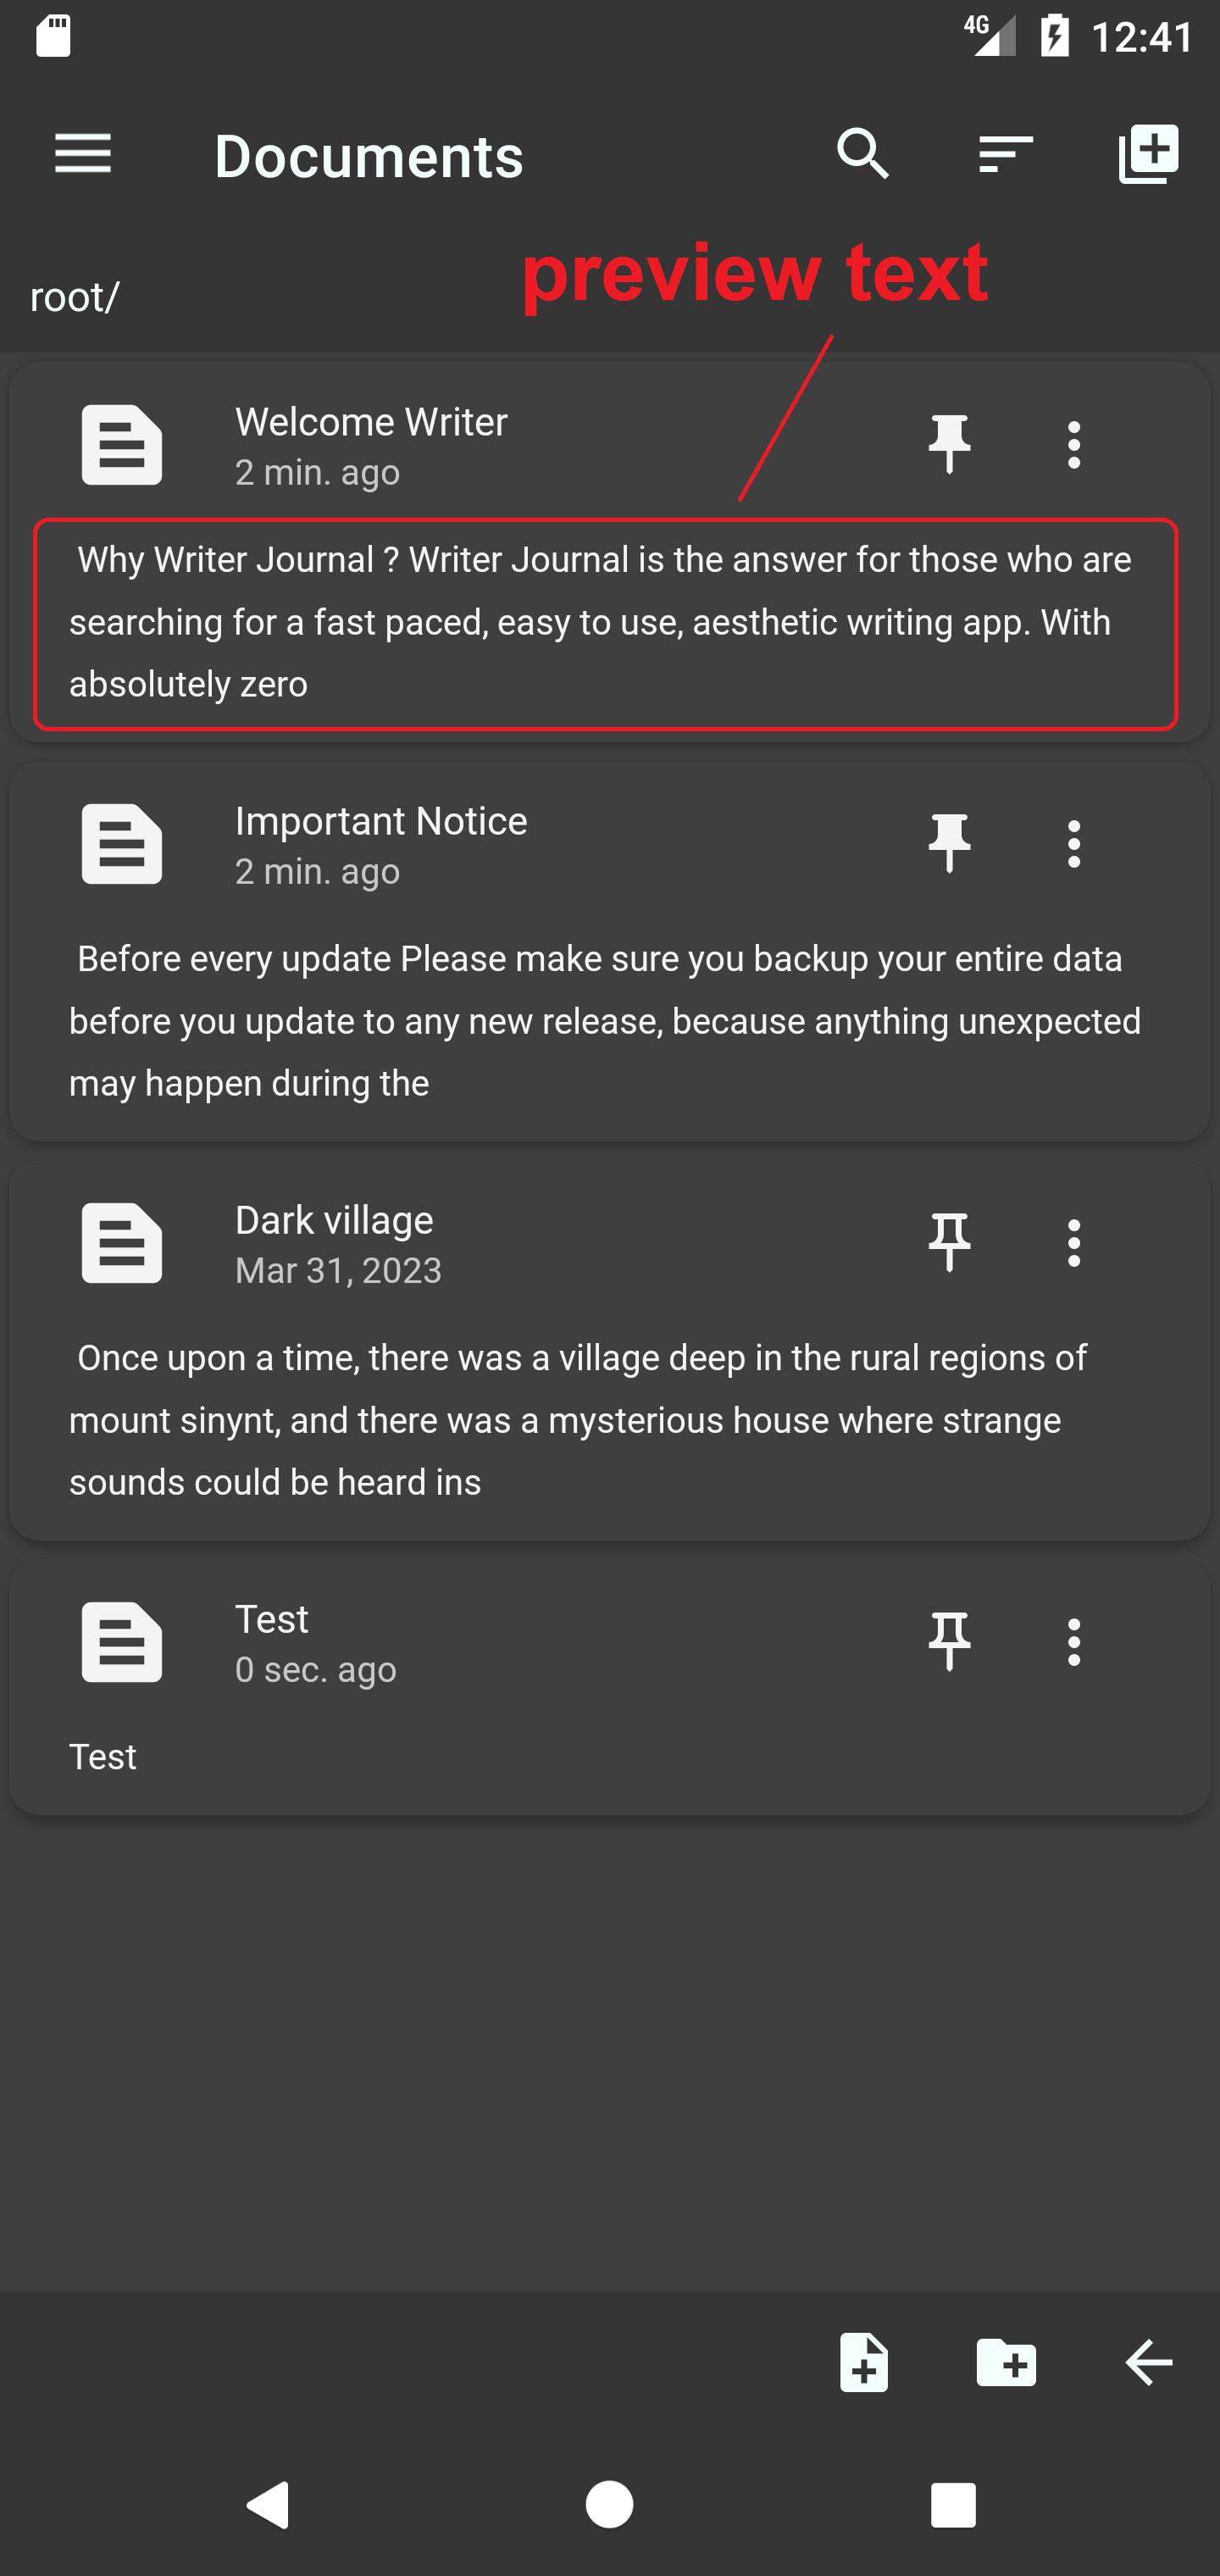 4G 12:41
Documents
preview text
root/
Welcome Writer
2 min. ago
Why Writer Journal ? Writer Journal is the answer for those who are
searching for a fast paced, easy to use, aesthetic writing app. With
absolutely zero
Important Notice
2 min. ago
Before every update Please make sure you backup your entire data
before you update to any new release, because anything unexpected
may happen during the
Dark village
Mar 31, 2023
Once upon a time, there was a village deep in the rural regions of
mount sinynt, and there was a mysterious house where strange
sounds could be heard ins
Test
0 sec. ago
Test